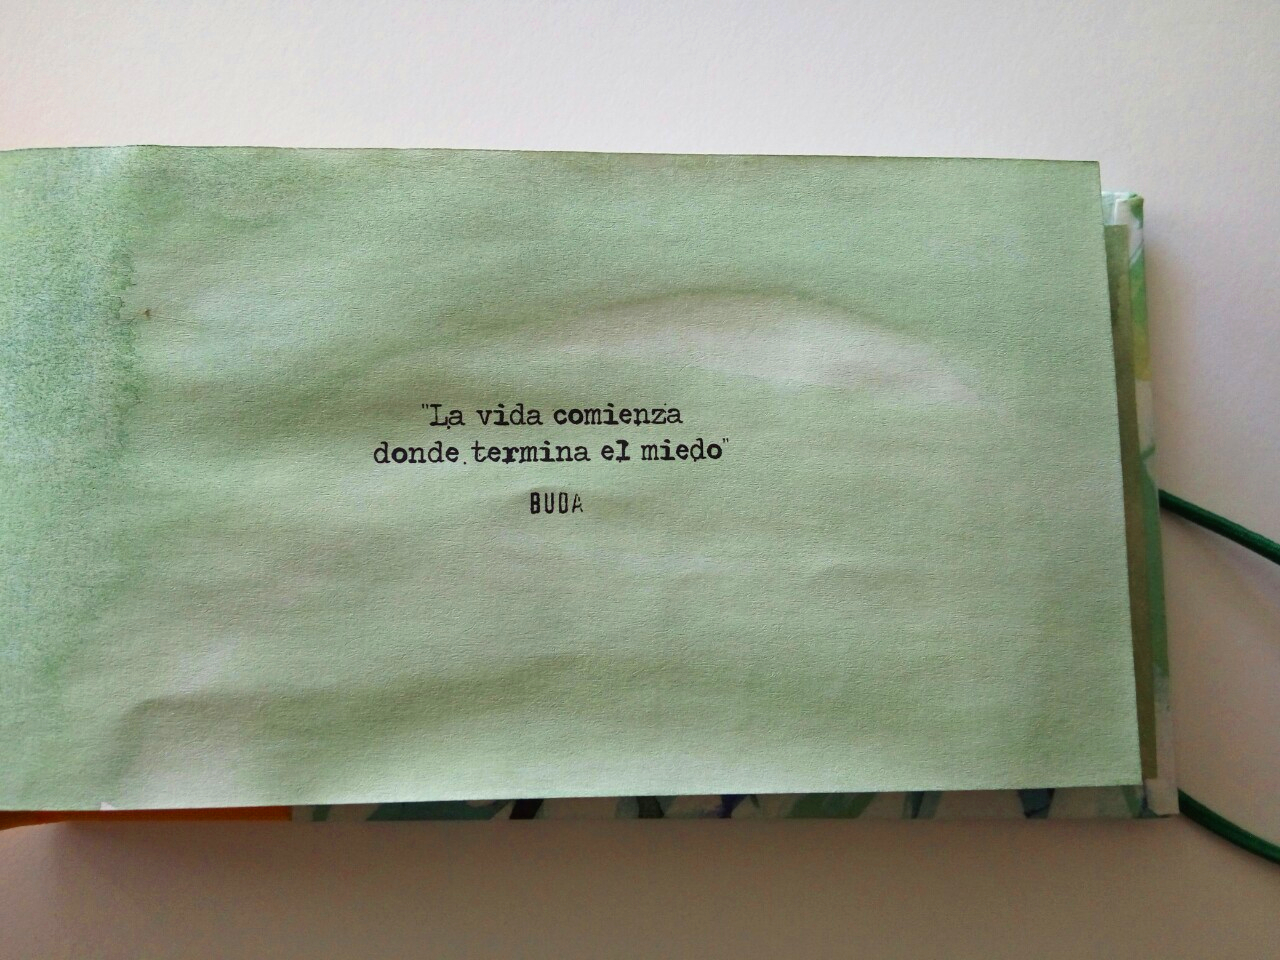 "La vida comienza
donde termina el miedo"
BUDA